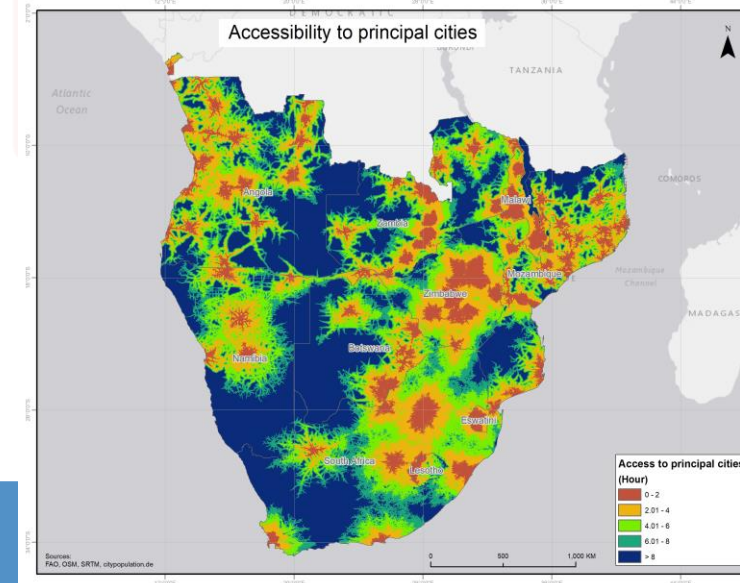 DEMOCRATIC
Accessibility to principal cities
BURUNDI
N
TANZANIA
Atlantic
Ocean
COMOROS
Angola
Malawi
Zambia
Mozambique
Mozambique
Channel
Zimbabwe
MADAGAS
Botswana
Namibia
Eswatini
South Africa
Lesotho
Access to principal cities
(Hour)
0 - 2
2.01 - 4
4.01 - 6
6.01 - 8
> 8
Sources:
FAO, OSM, SRTM, citypopulation.de
0 500 1,000 KM